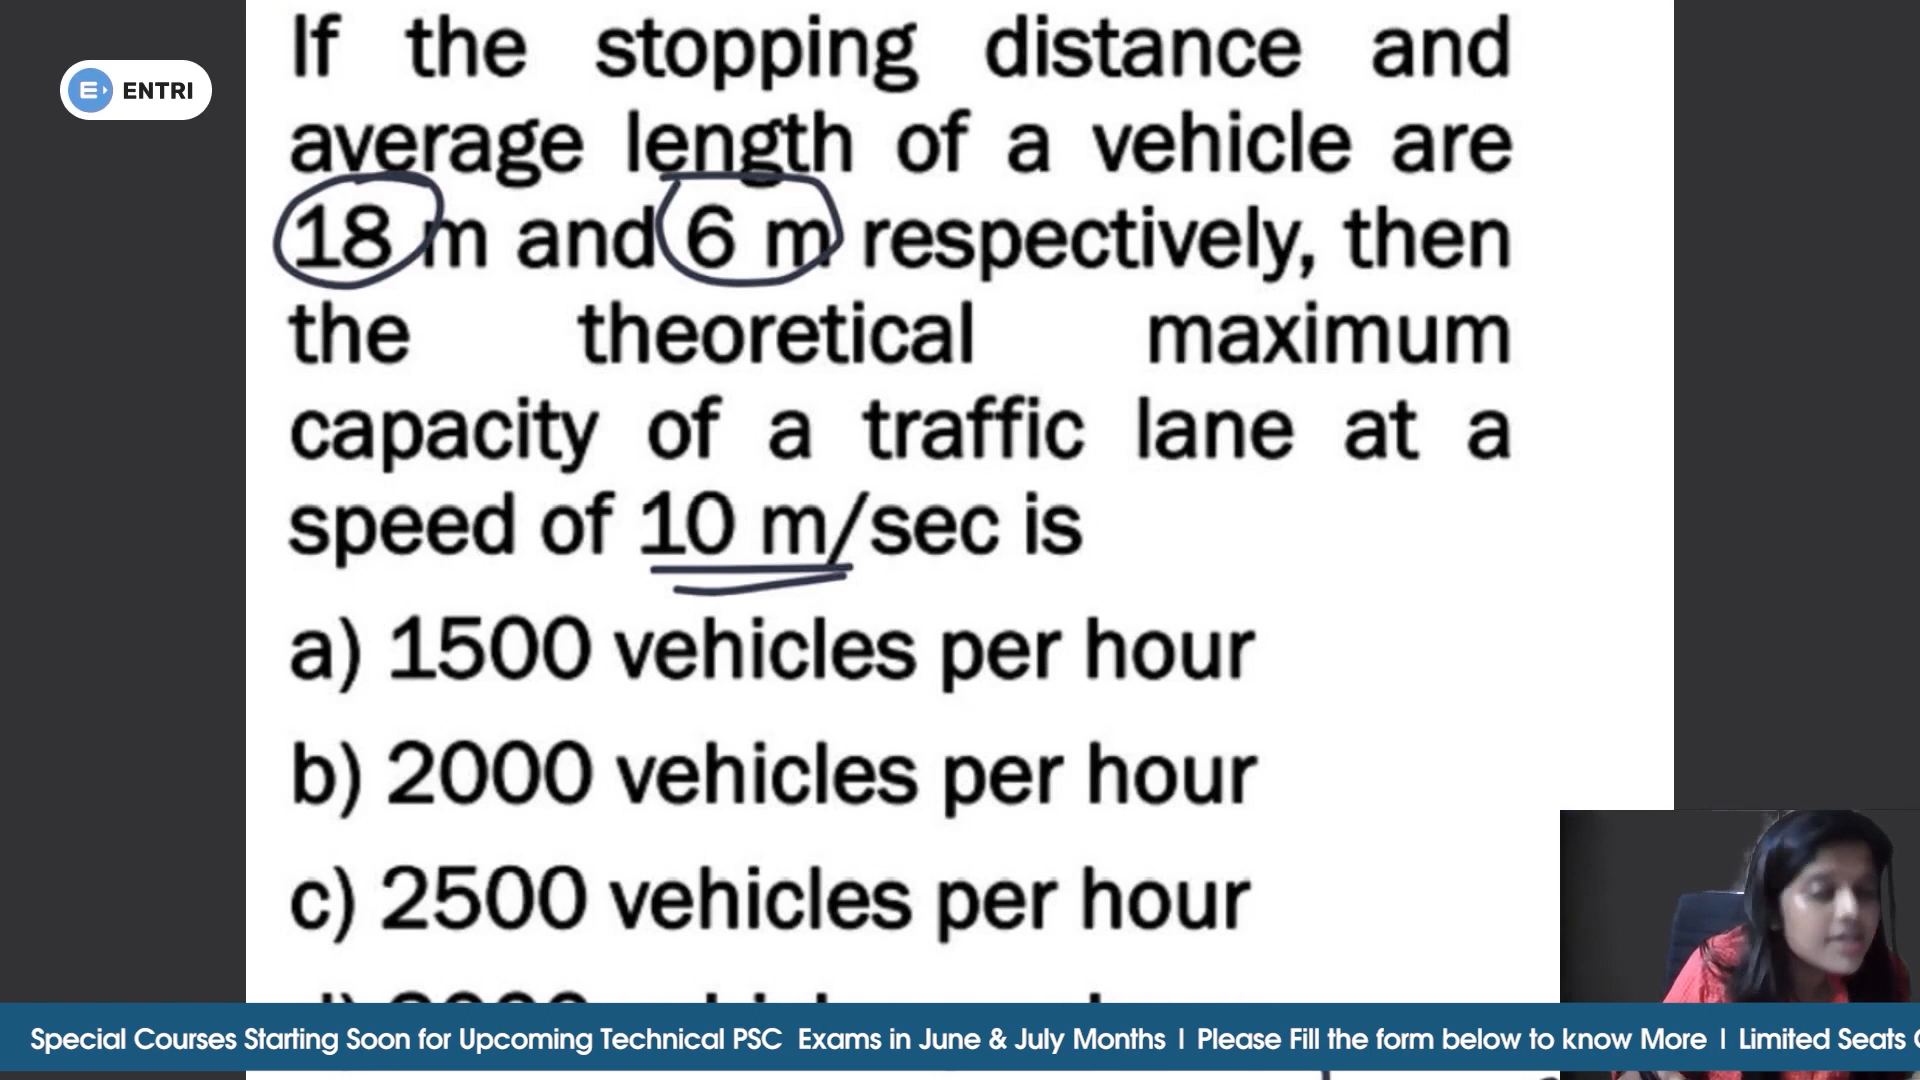 If the stopping distance and
average length of a vehicle are
18 m and 6 m respectively, then
the theoretical maximum
capacity of a traffic lane at a
speed of 10 m/sec is
a) 1500 vehicles per hour
b) 2000 vehicles per hour
c) 2500 vehicles per hour
E ENTRI
Special Courses Starting Soon for Upcoming Technical PSC Exams in June & July Months | Please Fill the form below to know More | Limited Seats